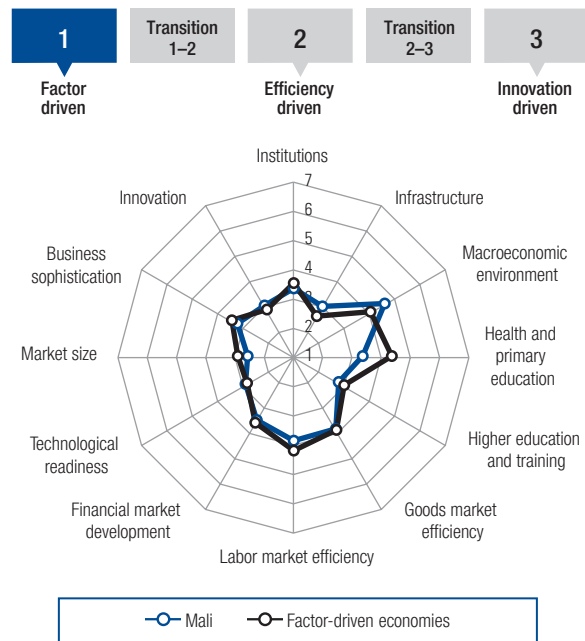 1
Transition
1–2
2
Transition
2–3
3
Factor
driven
Efficiency
driven
Innovation
driven
Institutions
Infrastructure
Macroeconomic
environment
Health and
primary
education
Higher education
and training
Goods market
efficiency
Labor market efficiency
Financial market
development
Technological
readiness
Market size
Business
sophistication
Innovation
7
6
5
4
3
2
1
Mali
Factor-driven economies